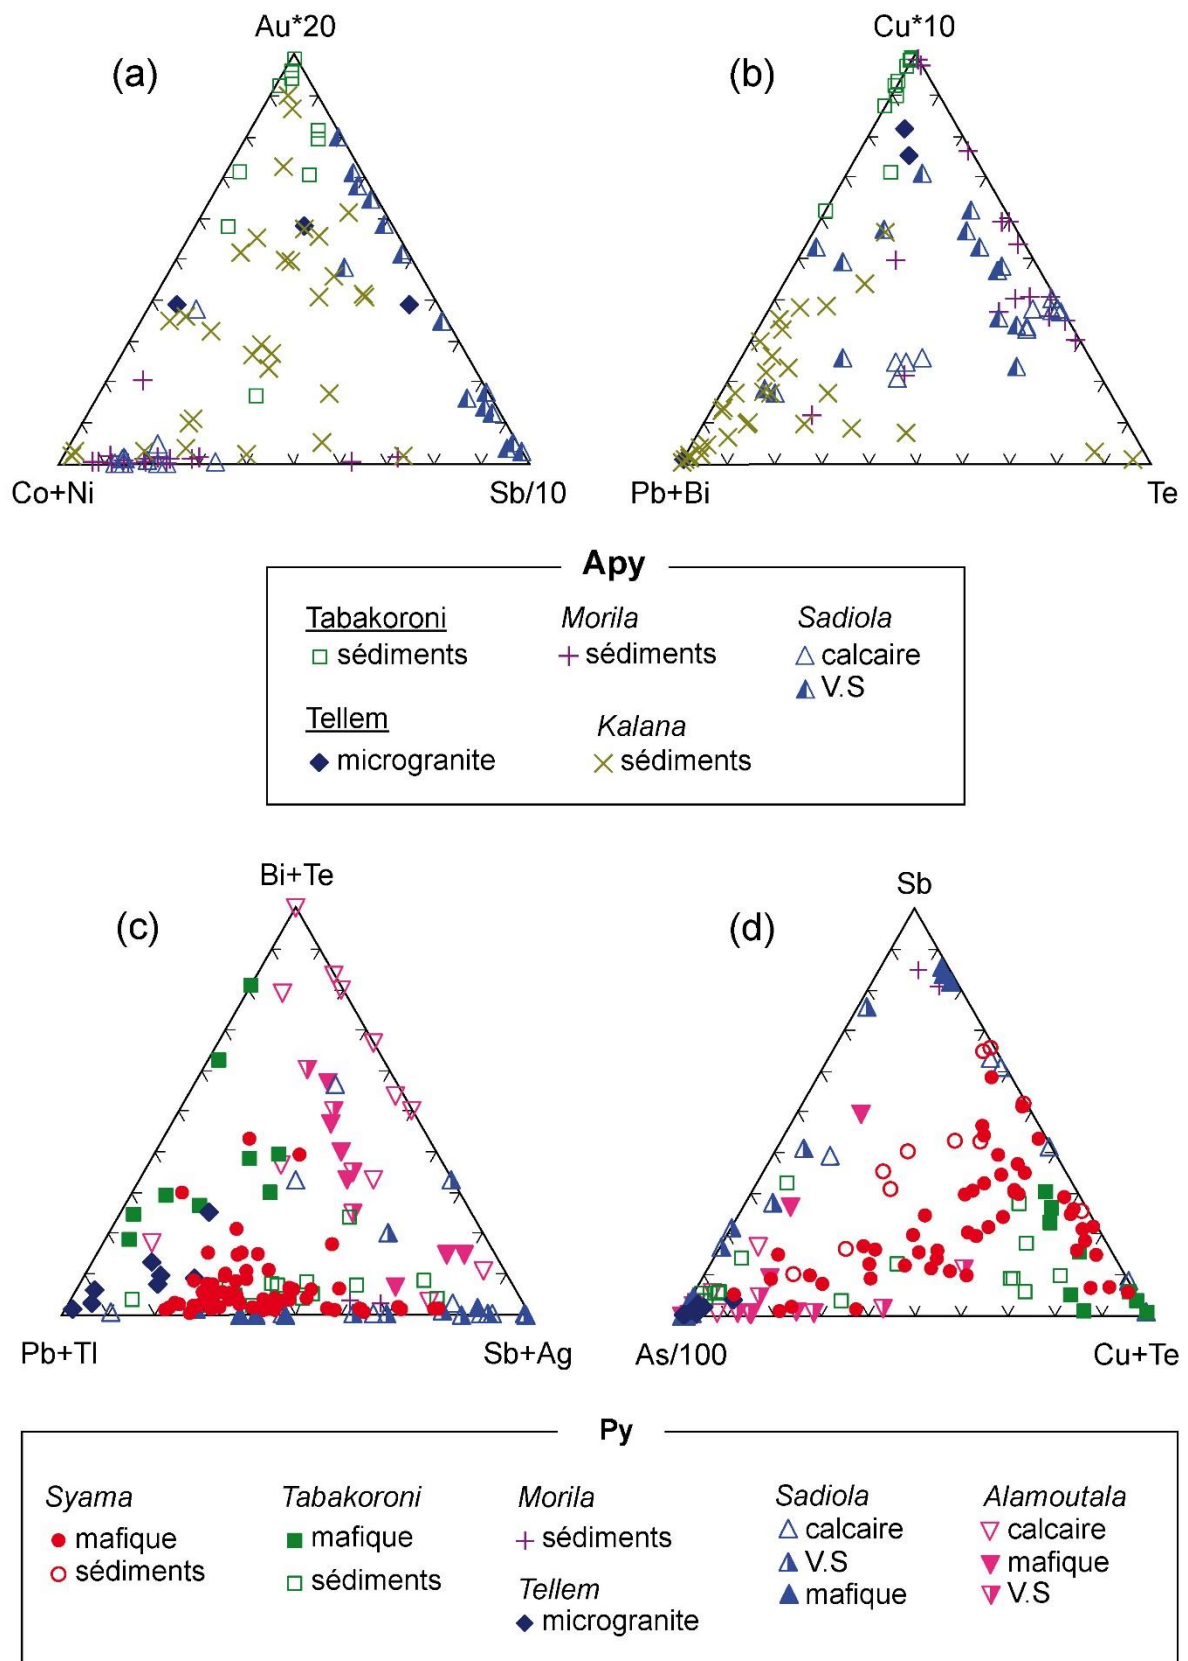 Au*20
(a)
Co+Ni
Sb/10
Cu*10
(b)
Pb+Bi
Te
Apy
Tabakoroni
sédiments
Tellem
microgranite
Morila
sédiments
Kalana
sédiments
Sadiola
calcaire
V.S
Bi+Te
(c)
Pb+Tl
Sb+Ag
Sb
(d)
As/100
Cu+Te
Py
Syama
mafique
sédiments
Tabakoroni
mafique
sédiments
Morila
sédiments
Tellem
microgranite
Sadiola
calcaire
V.S
mafique
Alamoutala
calcaire
mafique
V.S